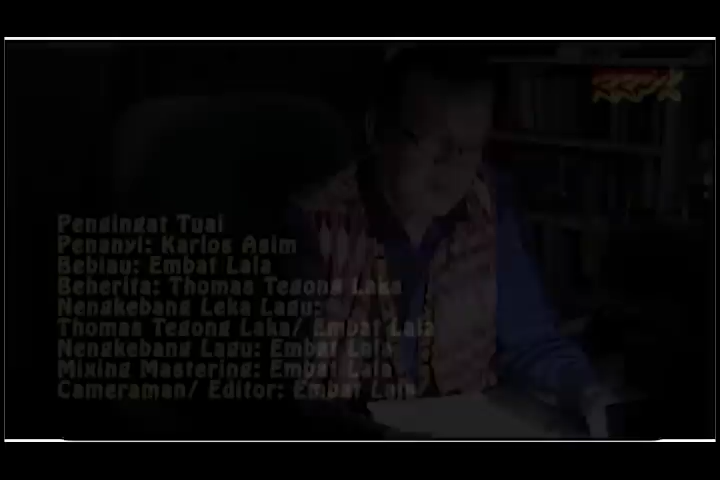 Pengingat Tuai
Penanyi: Karlos Asim
Bebiau: Embat Lala
Beherita: Thomas Tegong Laka
Nengkebang Leka Lagu:
Thomas Tegong Laka/ Embat Lala
Nengkebang Lagu: Embat Lala
Mixing Mastering: Embat Lala
Cameraman/ Editor: Embat Lala